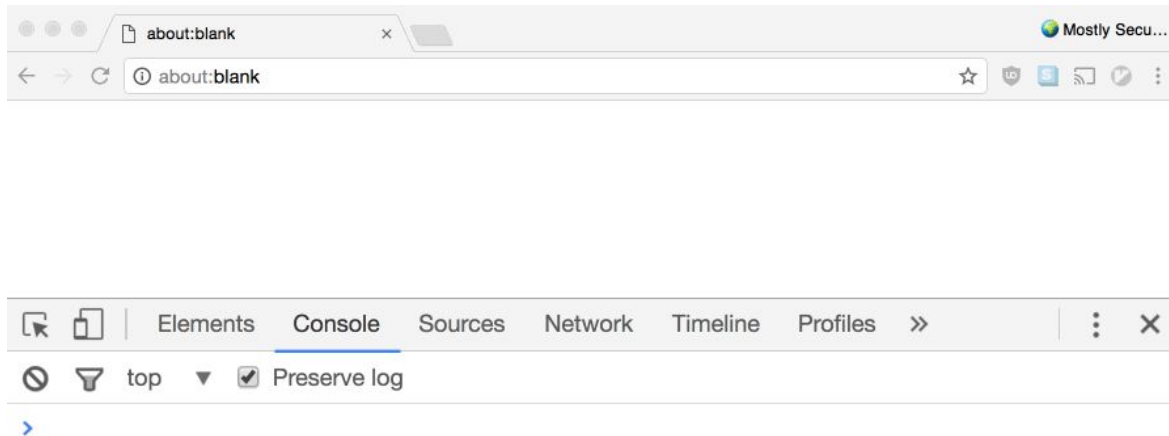 about:blank
Mostly Secu...
about:blank
Elements Console Sources Network Timeline Profiles
top Preserve log